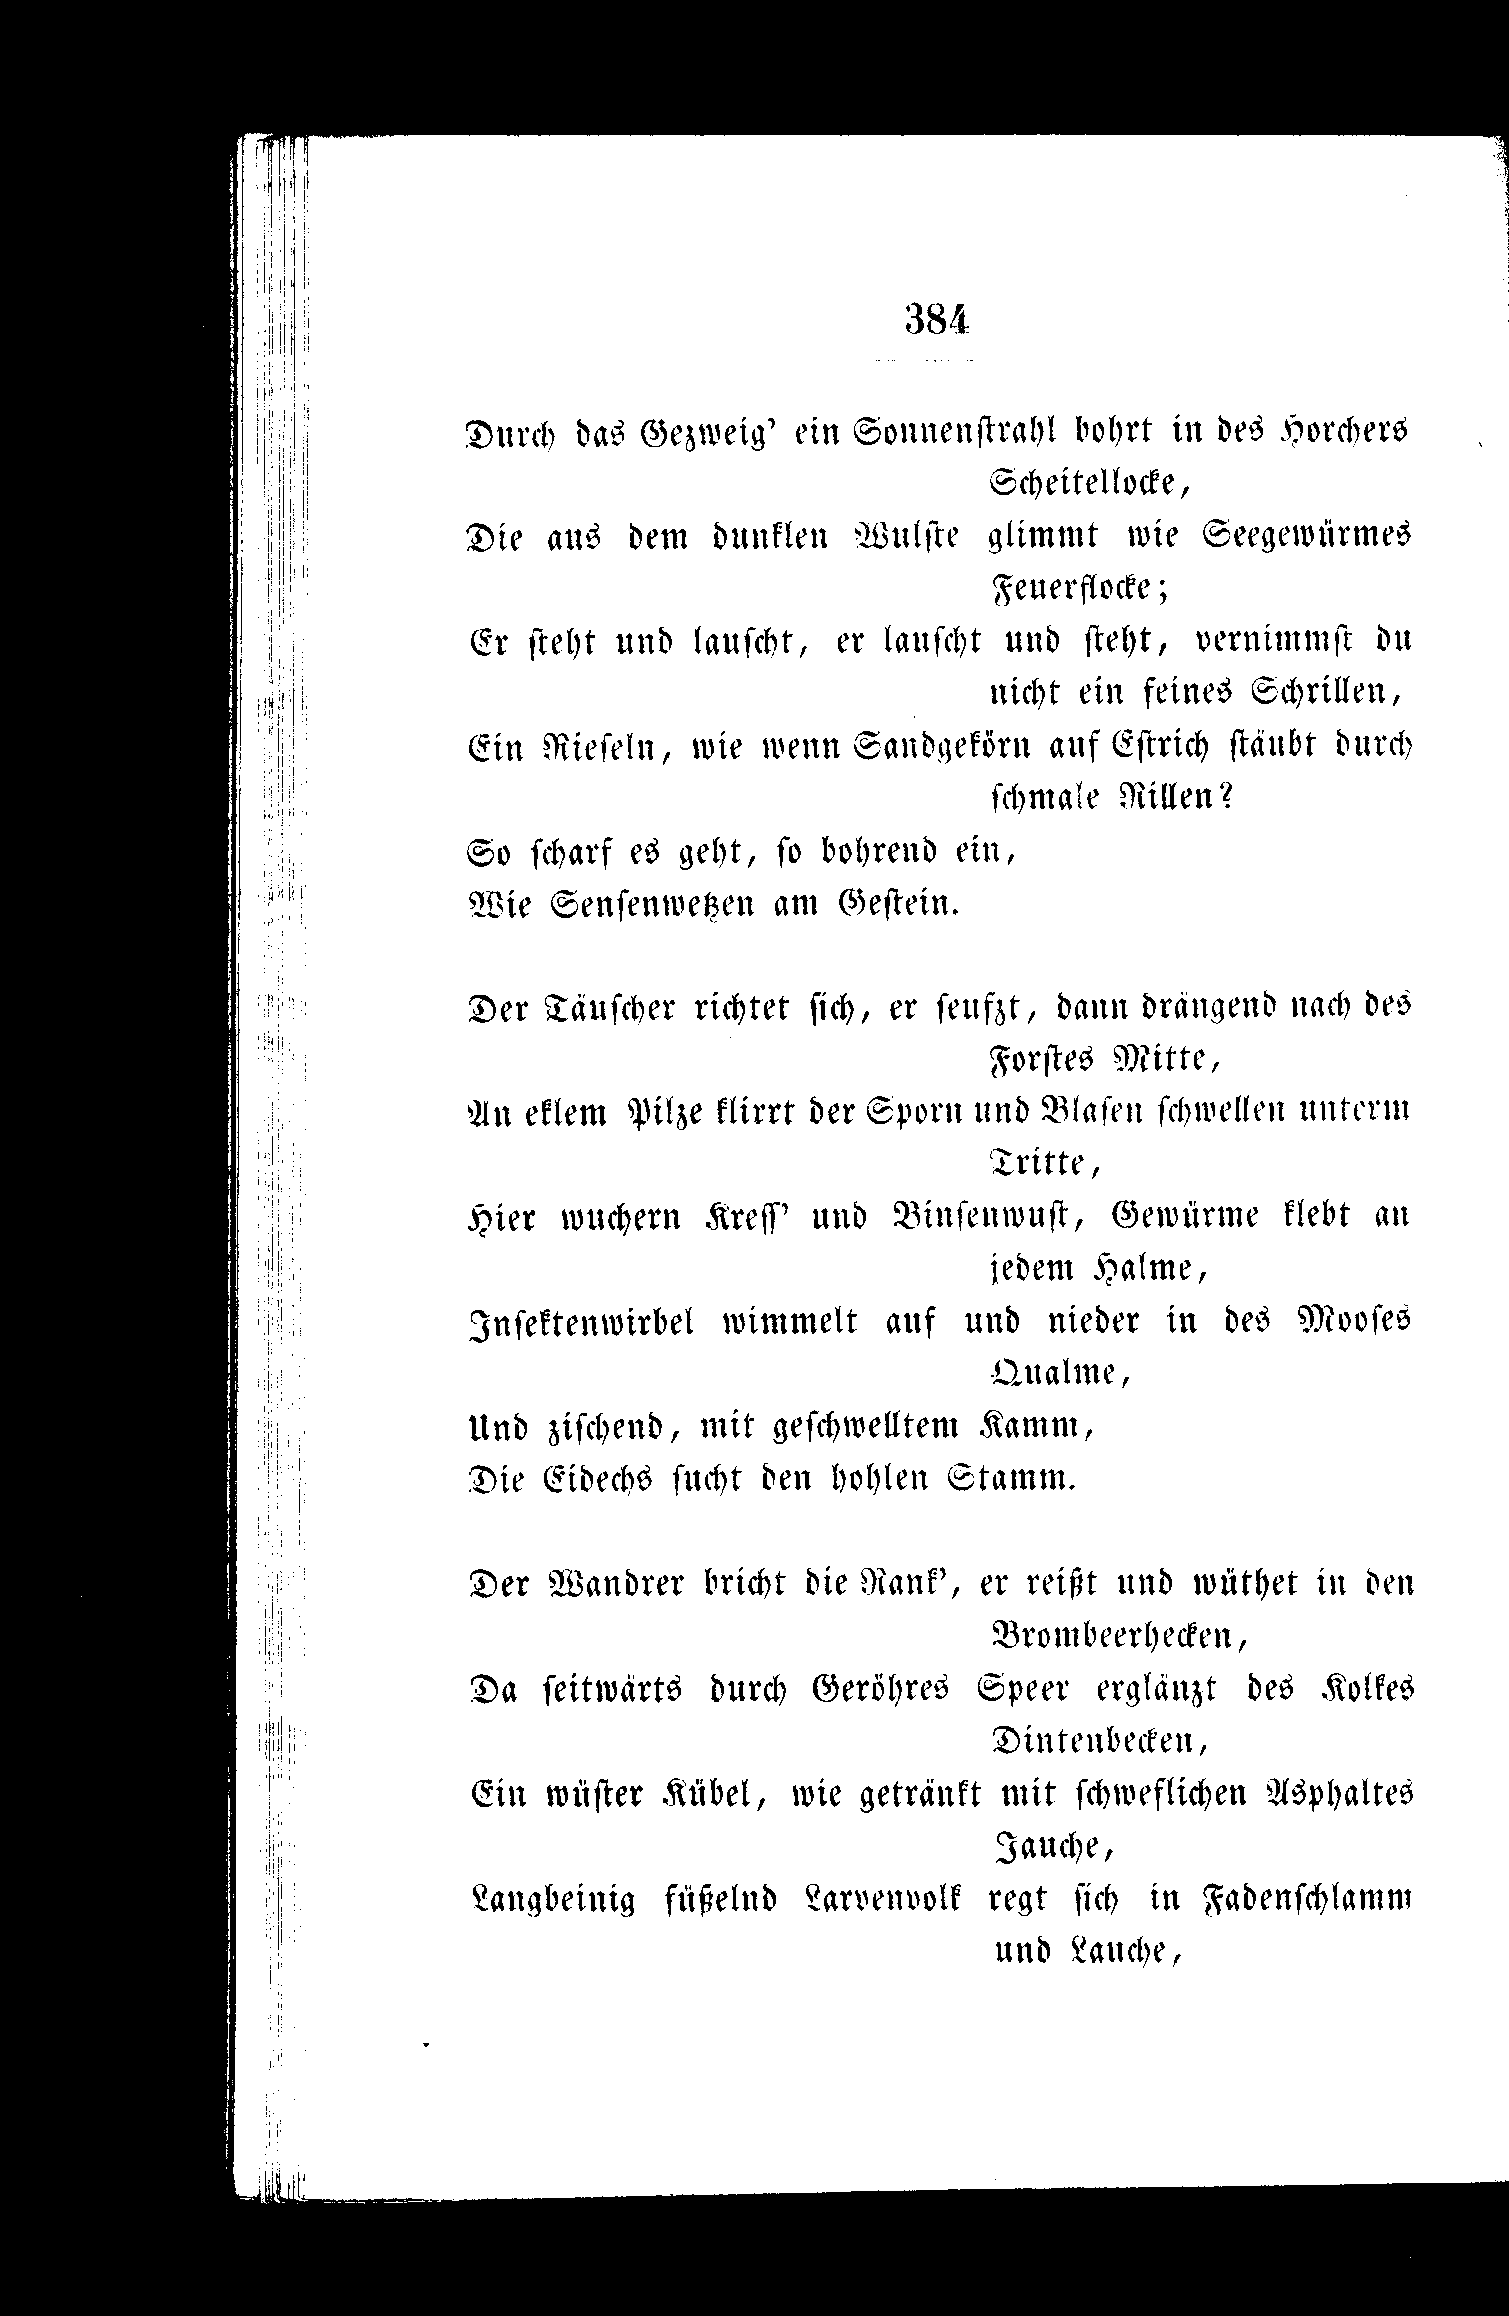 384
Durch das Gezweig’ ein Sonnenſtrahl bohrt in des Horchers
Scheitellocke,
Die aus dem dunklen Wulſte glimmt wie Seegewürmes
Feuerflocke;
Er ſteht und lauſcht, er lauſcht und ſteht, vernimmſt du
nicht ein feines Schrillen,
Ein Rieſeln, wie wenn Sandgekörn auf Eſtrich ſtäubt durch
ſchmale Rillen?
So ſcharf es geht, ſo bohrend ein,
Wie Senſenwetzen am Geſtein.
Der Täuſcher richtet ſich, er ſeufzt, dann drängend nach des
Forſtes Mitte,
An eklem Pilze klirrt der Sporn und Blaſen ſchwellen unterm
Tritte,
Hier wuchern Kreſſ’ und Binſenwuſt, Gewürme klebt an
jedem Halme,
Inſektenwirbel wimmelt auf und nieder in des Mooſes
Qualme,
Und ziſchend, mit geſchwelltem Kamm,
Die Eidechs ſucht den hohlen Stamm.
Der Wandrer bricht die Rank’, er reißt und wüthet in den
Brombeerhecken,
Da ſeitwärts durch Geröhres Speer erglänzt des Kolkes
Dintenbecken,
Ein wüſter Kübel, wie getränkt mit ſchweflichen Asphaltes
Jauche,
Langbeinig füßelnd Larvenvolk regt ſich in Fadenſchlamm
und Lauche,